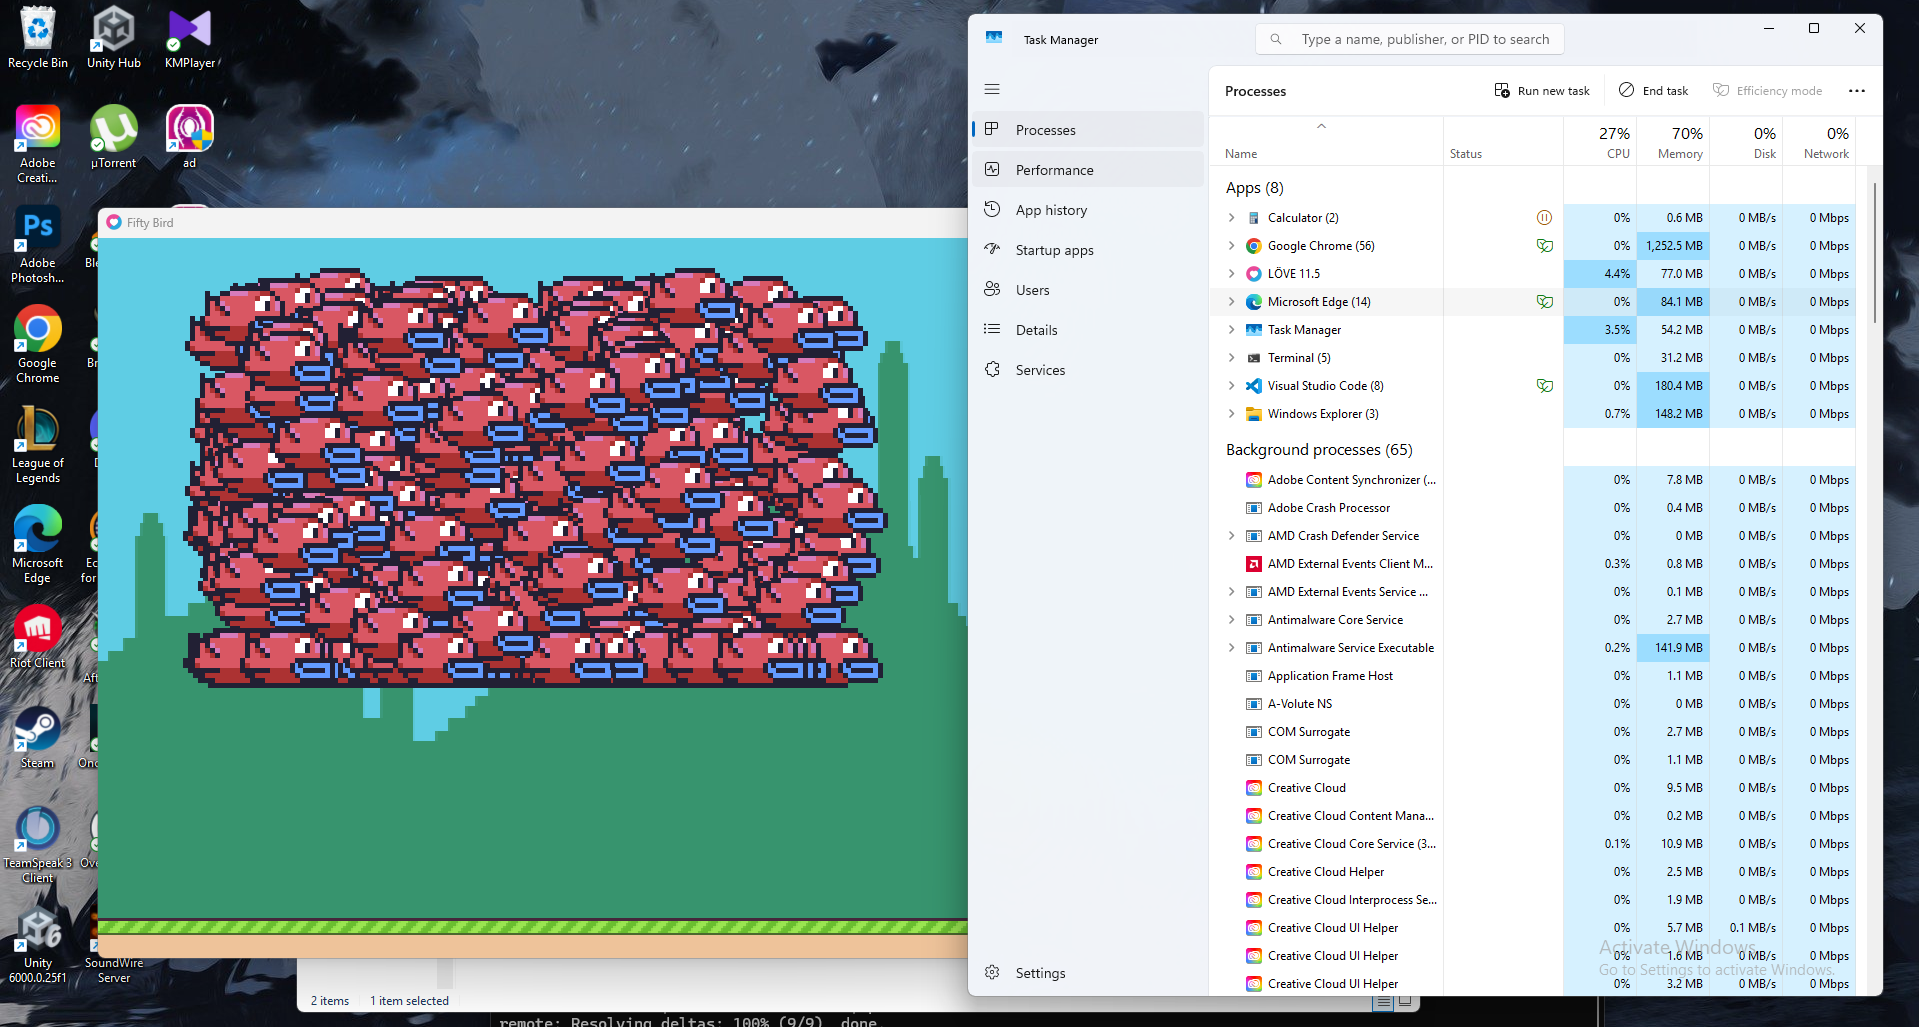 Recycle Bin
Unity Hub
KMPlayer
Adobe
Creati...
µTorrent
ad
Adobe
Photosh...
Google
Chrome
League of
Legends
Microsoft
Edge
Riot Client
Steam
TeamSpeak 3
Client
Unity
6000.0.25f1
SoundWire
Server
Ps
6
Fifty Bird
2 items
1 item selected
remote: Resolving deltas: 100% (9/9), done.
Task Manager
Type a name, publisher, or PID to search
Processes
Performance
App history
Startup apps
Users
Details
Services
Settings
Processes
Run new task
End task
Efficiency mode
27% 70% 0% 0%
Name Status CPU Memory Disk Network
Apps (8)
Calculator (2) 0% 0.6 MB 0 MB/s 0 Mbps
Google Chrome (56) 0% 1,252.5 MB 0 MB/s 0 Mbps
LÖVE 11.5 4.4% 77.0 MB 0 MB/s 0 Mbps
Microsoft Edge (14) 0% 84.1 MB 0 MB/s 0 Mbps
Task Manager 3.5% 54.2 MB 0 MB/s 0 Mbps
Terminal (5) 0% 31.2 MB 0 MB/s 0 Mbps
Visual Studio Code (8) 0% 180.4 MB 0 MB/s 0 Mbps
Windows Explorer (3) 0.7% 148.2 MB 0 MB/s 0 Mbps
Background processes (65)
Adobe Content Synchronizer (... 0% 7.8 MB 0 MB/s 0 Mbps
Adobe Crash Processor 0% 0.4 MB 0 MB/s 0 Mbps
AMD Crash Defender Service 0% 0 MB 0 MB/s 0 Mbps
AMD External Events Client M... 0.3% 0.8 MB 0 MB/s 0 Mbps
AMD External Events Service ... 0% 0.1 MB 0 MB/s 0 Mbps
Antimalware Core Service 0% 2.7 MB 0 MB/s 0 Mbps
Antimalware Service Executable 0.2% 141.9 MB 0 MB/s 0 Mbps
Application Frame Host 0% 1.1 MB 0 MB/s 0 Mbps
A-Volute NS 0% 0 MB 0 MB/s 0 Mbps
COM Surrogate 0% 2.7 MB 0 MB/s 0 Mbps
COM Surrogate 0% 1.1 MB 0 MB/s 0 Mbps
Creative Cloud 0% 9.5 MB 0 MB/s 0 Mbps
Creative Cloud Content Mana... 0% 0.2 MB 0 MB/s 0 Mbps
Creative Cloud Core Service (3... 0.1% 10.9 MB 0 MB/s 0 Mbps
Creative Cloud Helper 0% 2.5 MB 0 MB/s 0 Mbps
Creative Cloud Interprocess Se... 0% 1.9 MB 0 MB/s 0 Mbps
Creative Cloud UI Helper 0% 5.7 MB 0.1 MB/s 0 Mbps
Creative Cloud UI Helper 0% 1.6 MB 0 MB/s 0 Mbps
Creative Cloud UI Helper 0% 3.2 MB 0 MB/s 0 Mbps
Activate Windows
Go to Settings to activate Windows.